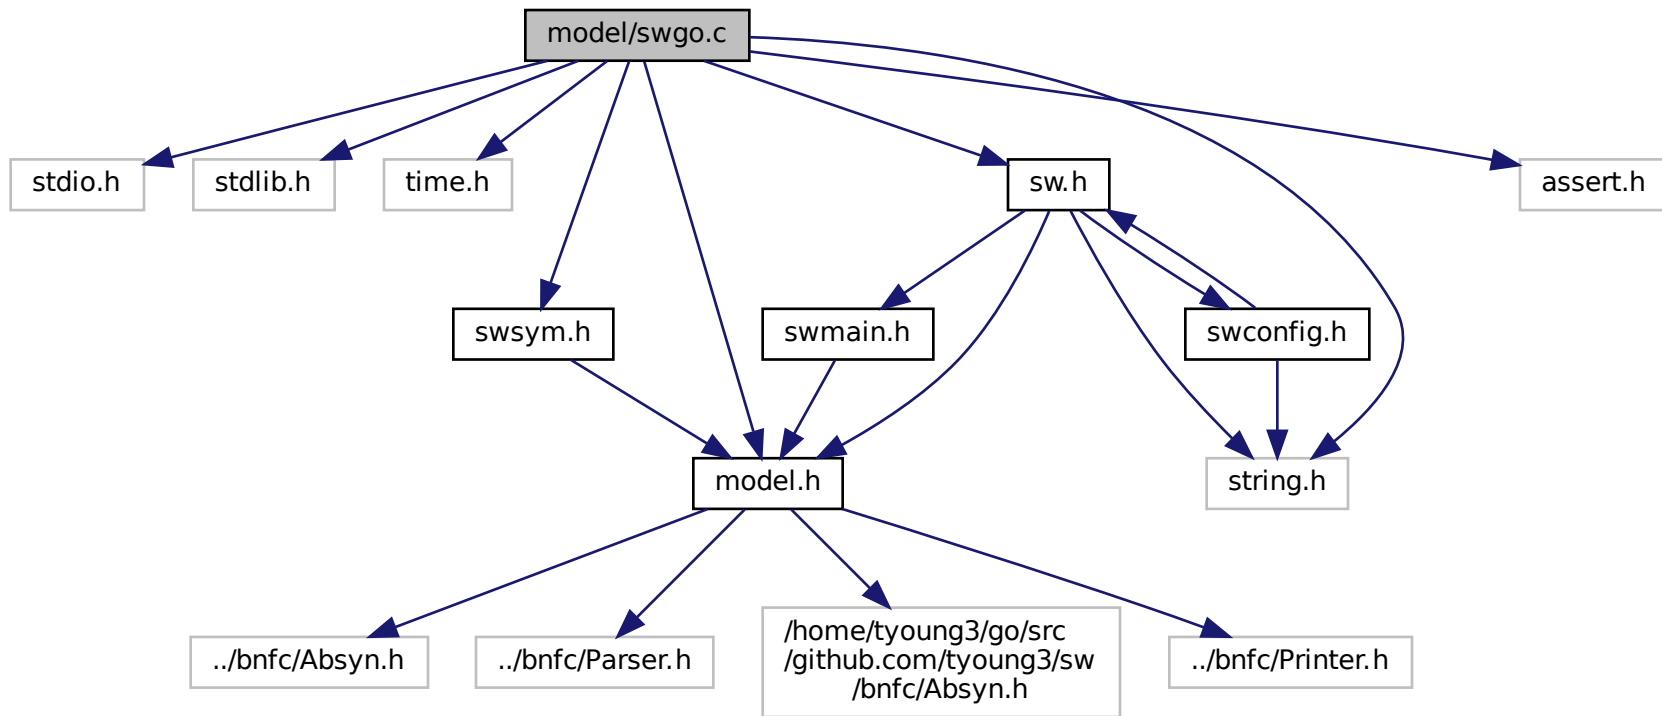 model/swgo.c
stdio.h
stdlib.h
time.h
sw.h
assert.h
swsym.h
swmain.h
swconfig.h
model.h
string.h
../bnfc/Absyn.h
../bnfc/Parser.h
/home/tyoung3/go/src
/github.com/tyoung3/sw
/bnfc/Absyn.h
../bnfc/Printer.h